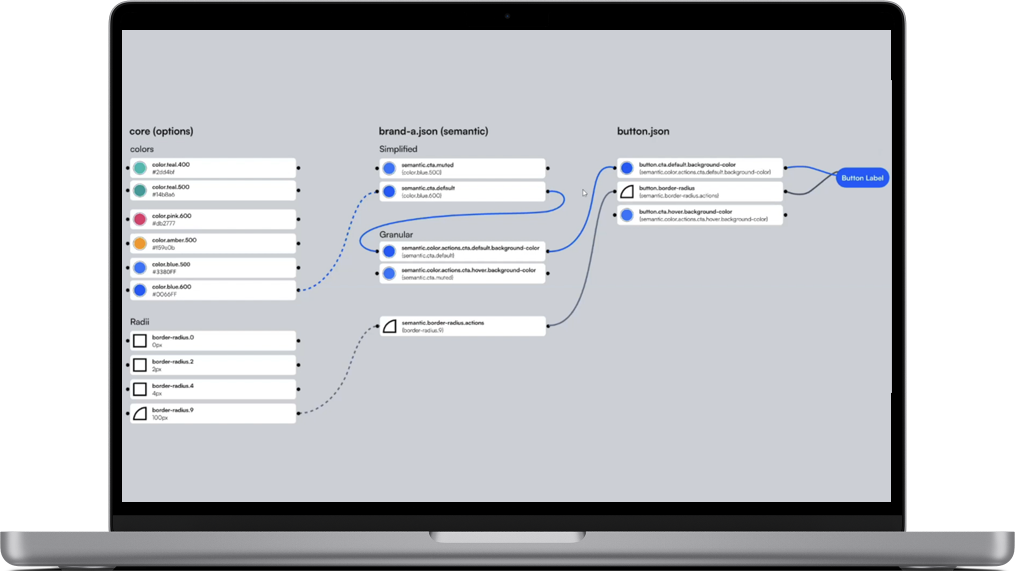 core (options)
colors
color.teal.400
#2dd4bf
color.teal.500
#14b8a6
color.pink.600
#db2777
color.amber.500
#f59e0b
color.blue.500
#3380FF
color.blue.600
#0066FF
Radii
border-radius.0
0px
border-radius.2
2px
border-radius.4
4px
border-radius.9
100px
brand-a.json (semantic)
Simplified
semantic.cta.muted
{color.blue.500}
semantic.cta.default
{color.blue.600}
Granular
semantic.color.actions.cta.default.background-color
{semantic.cta.default}
semantic.color.actions.cta.hover.background-color
{semantic.cta.muted}
semantic.border-radius.actions
{border-radius.9}
button.json
button.cta.default.background-color
{semantic.color.actions.cta.default.background-color}
button.border-radius
{semantic.border-radius.actions}
button.cta.hover.background-color
{semantic.color.actions.cta.hover.background-color}
Button Label